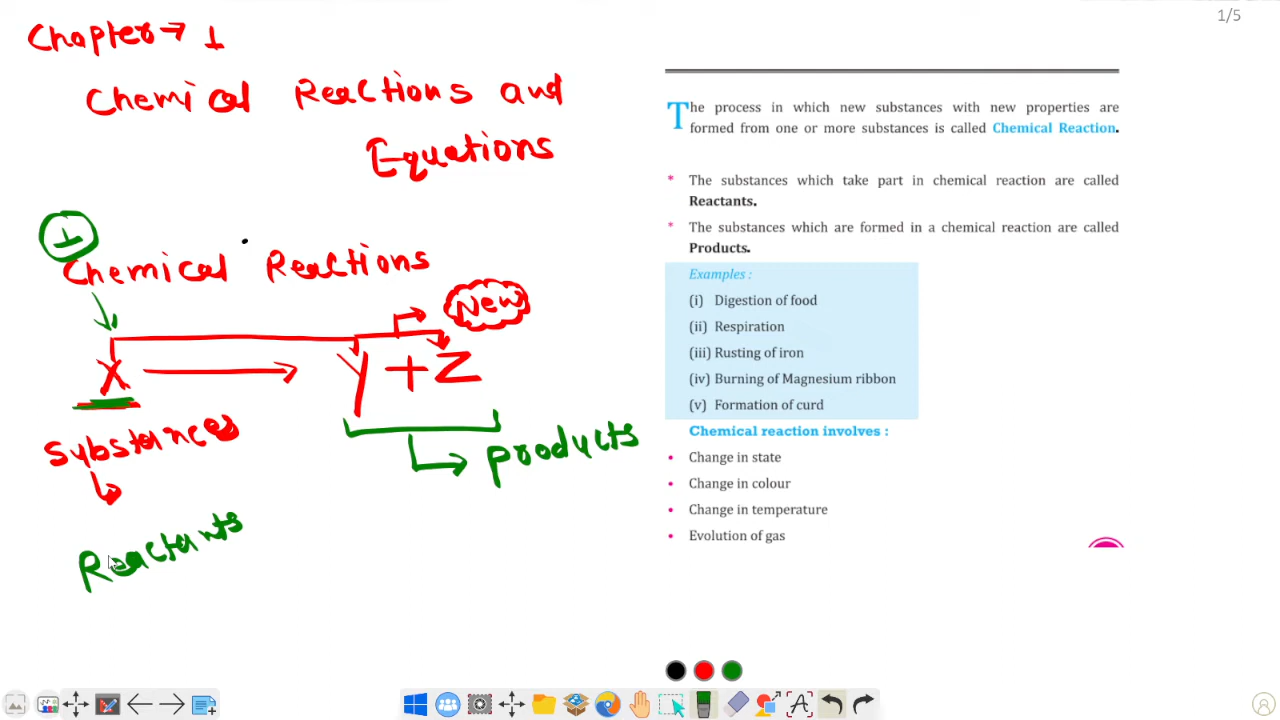 1/5
Chapter → 1
Chemical Reactions and
Equations
1
Chemical Reactions
New
X → Y + Z
Substances
products
Reactants
The process in which new substances with new properties are
formed from one or more substances is called Chemical Reaction.
* The substances which take part in chemical reaction are called
Reactants.
* The substances which are formed in a chemical reaction are called
Products.
Examples :
(i) Digestion of food
(ii) Respiration
(iii) Rusting of iron
(iv) Burning of Magnesium ribbon
(v) Formation of curd
Chemical reaction involves :
• Change in state
• Change in colour
• Change in temperature
• Evolution of gas